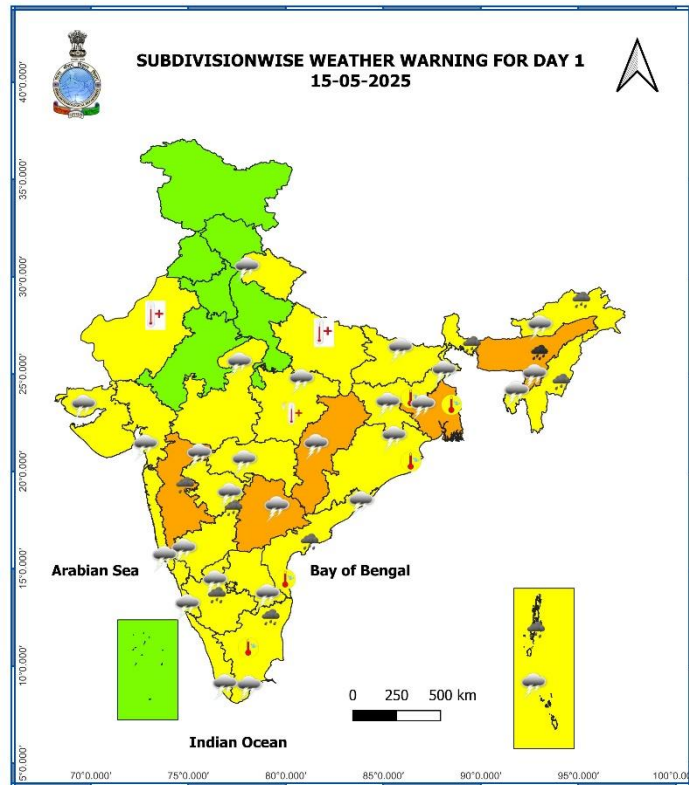 SUBDIVISIONWISE WEATHER WARNING FOR DAY 1
15-05-2025
40°0.000'
35°0.000'
30°0.000'
25°0.000'
20°0.000'
15°0.000'
10°0.000'
5°0.000'
Arabian Sea
Bay of Bengal
Indian Ocean
0 250 500 km
70°0.000' 75°0.000' 80°0.000' 85°0.000' 90°0.000' 95°0.000' 100°0.000'